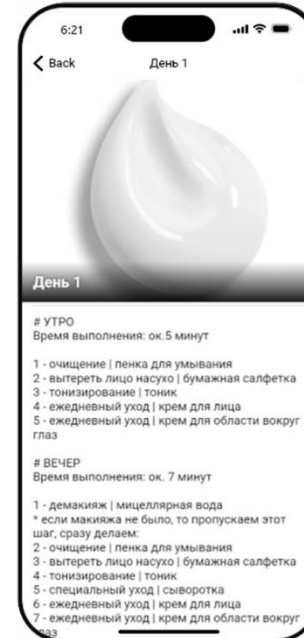 6:21
Back
День 1
День 1
# УТРО
Время выполнения: ок.5 минут
1 - очищение | пенка для умывания
2 - вытереть лицо насухо | бумажная салфетка
3 - тонизирование | тоник
4 - ежедневный уход | крем для лица
5 - ежедневный уход | крем для области вокруг
глаз
# ВЕЧЕР
Время выполнения: ок. 7 минут
1 - демакияж | мицеллярная вода
* если макияжа не было, то пропускаем этот
шаг, сразу делаем:
2 - очищение | пенка для умывания
3 - вытереть лицо насухо | бумажная салфетка
4 - тонизирование | тоник
5 - специальный уход | сыворотка
6 - ежедневный уход | крем для лица
7 - ежедневный уход | крем для области вокруг
глаз